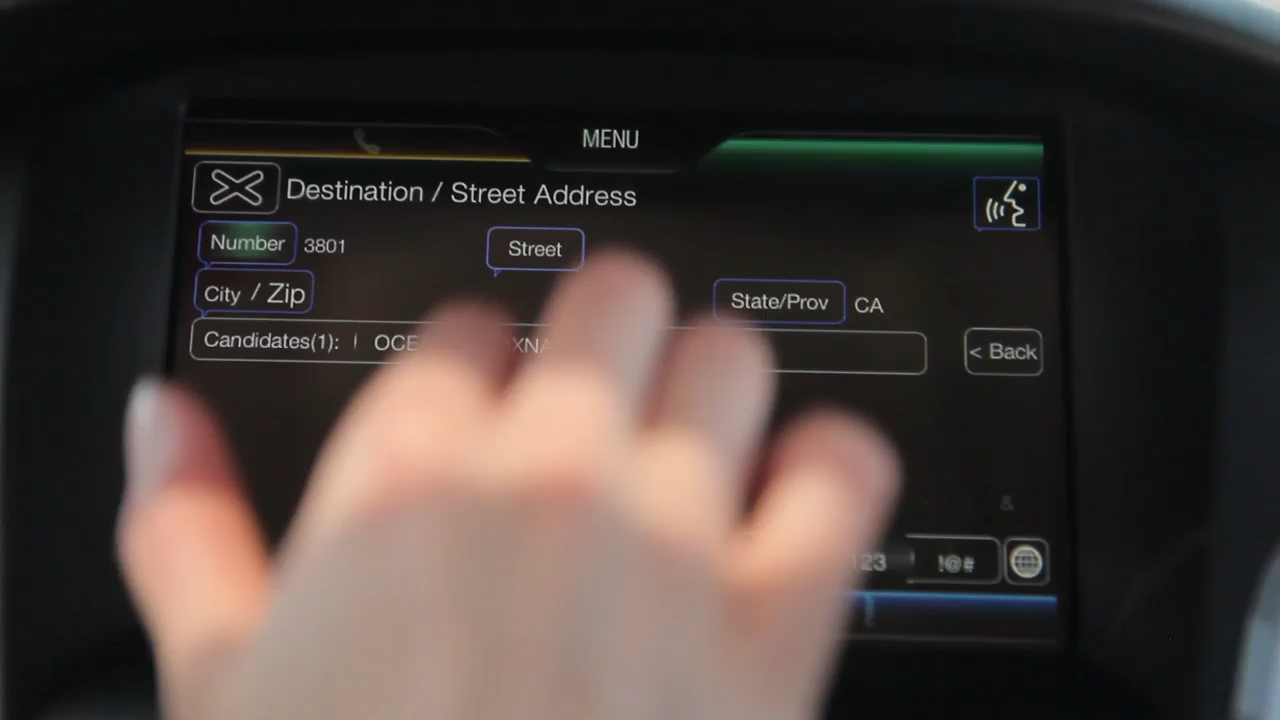 MENU
Destination / Street Address
Number 3801 Street
City / Zip State/Prov CA
Candidates(1):
< Back
&
!@#